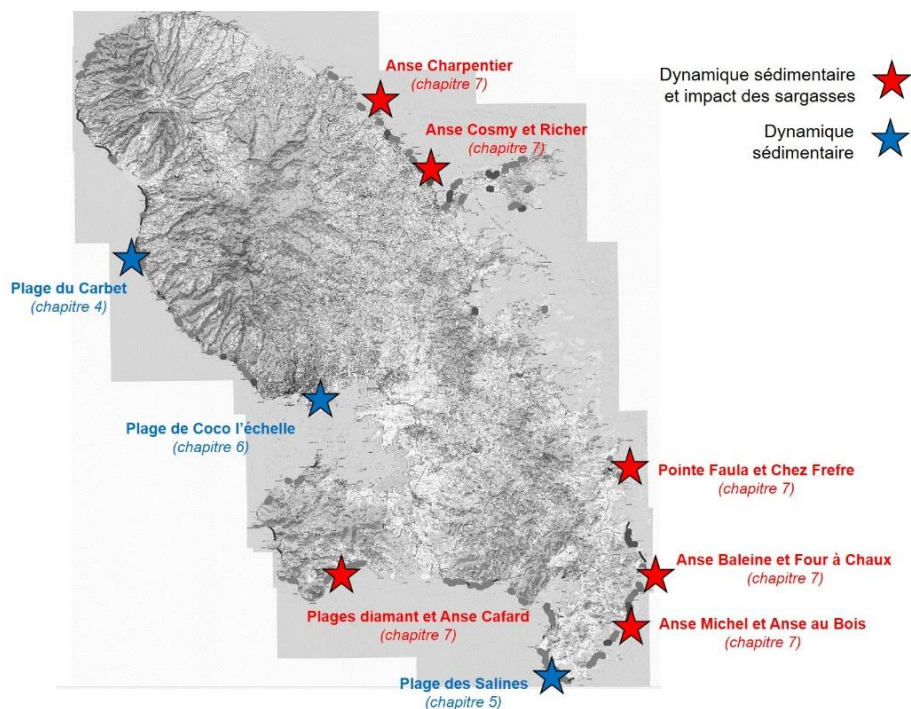 Anse Charpentier
(chapitre 7)
Dynamique sédimentaire
et impact des sargasses
Anse Cosmy et Richer
(chapitre 7)
Dynamique
sédimentaire
Plage du Carbet
(chapitre 4)
Plage de Coco l'échelle
(chapitre 6)
Pointe Faula et Chez Frefre
(chapitre 7)
Anse Baleine et Four à Chaux
(chapitre 7)
Plages diamant et Anse Cafard
(chapitre 7)
Anse Michel et Anse au Bois
(chapitre 7)
Plage des Salines
(chapitre 5)